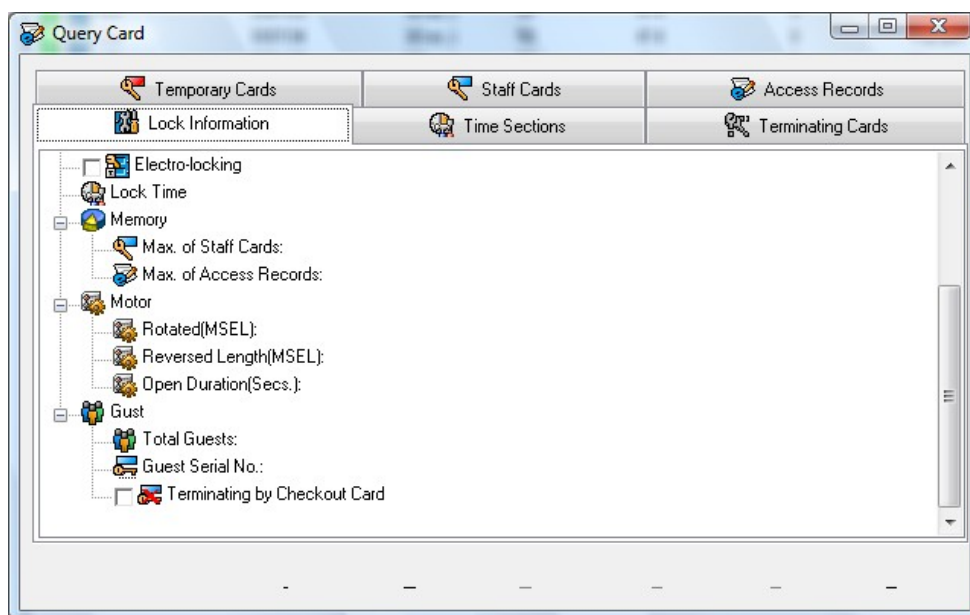 Query Card
Temporary Cards
Staff Cards
Access Records
Lock Information
Time Sections
Terminating Cards
Electro-locking
Lock Time
Memory
Max. of Staff Cards:
Max. of Access Records:
Motor
Rotated(MSEL):
Reversed Length(MSEL):
Open Duration(Secs.):
Gust
Total Guests:
Guest Serial No.:
Terminating by Checkout Card